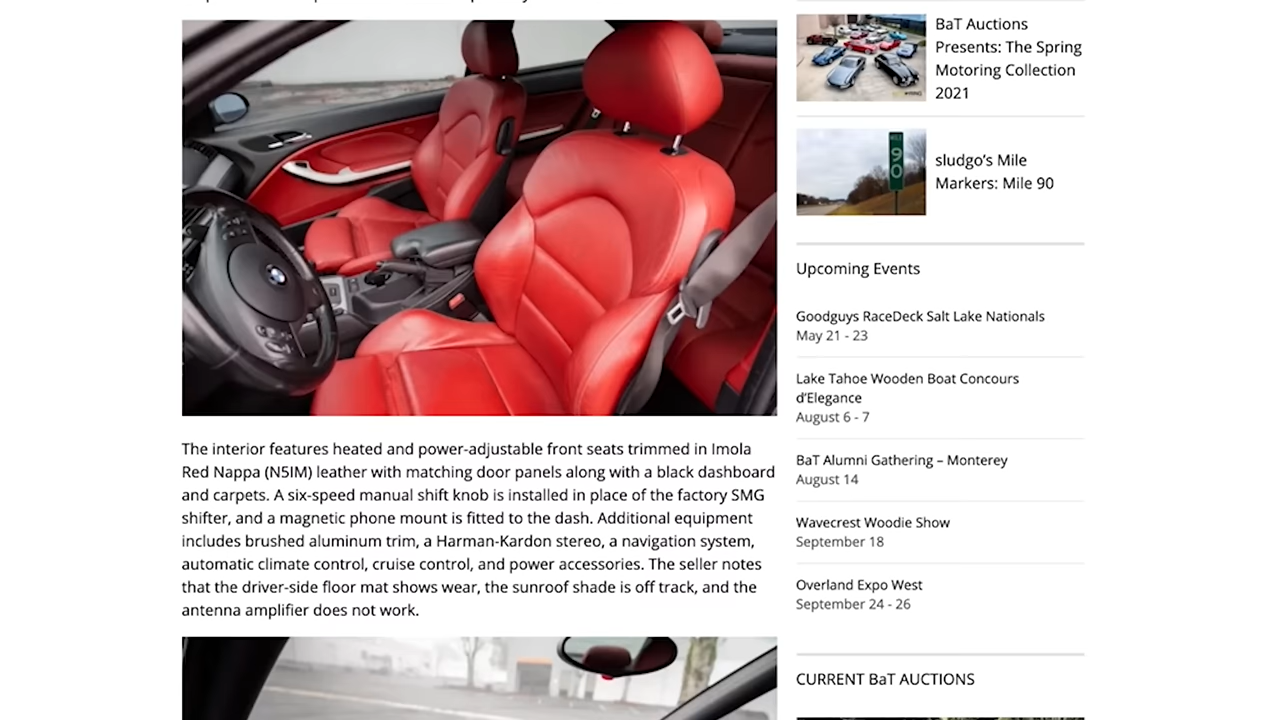 The interior features heated and power-adjustable front seats trimmed in Imola
Red Nappa (N5IM) leather with matching door panels along with a black dashboard
and carpets. A six-speed manual shift knob is installed in place of the factory SMG
shifter, and a magnetic phone mount is fitted to the dash. Additional equipment
includes brushed aluminum trim, a Harman-Kardon stereo, a navigation system,
automatic climate control, cruise control, and power accessories. The seller notes
that the driver-side floor mat shows wear, the sunroof shade is off track, and the
antenna amplifier does not work.
BaT Auctions
Presents: The Spring
Motoring Collection
2021
90
sludgo’s Mile
Markers: Mile 90
Upcoming Events
Goodguys RaceDeck Salt Lake Nationals
May 21 - 23
Lake Tahoe Wooden Boat Concours
d’Elegance
August 6 - 7
BaT Alumni Gathering – Monterey
August 14
Wavecrest Woodie Show
September 18
Overland Expo West
September 24 - 26
CURRENT BaT AUCTIONS